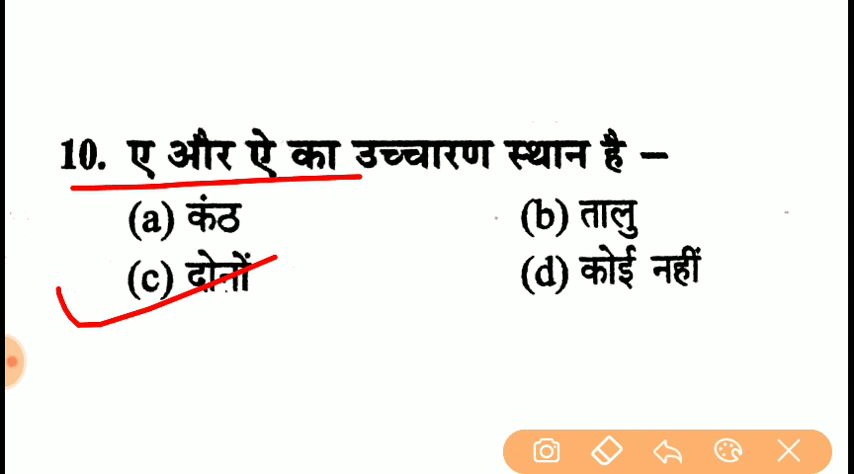 10. ए और ऐ का उच्चारण स्थान है –
(a) कंठ (b) तालु
(c) दोनों (d) कोई नहीं